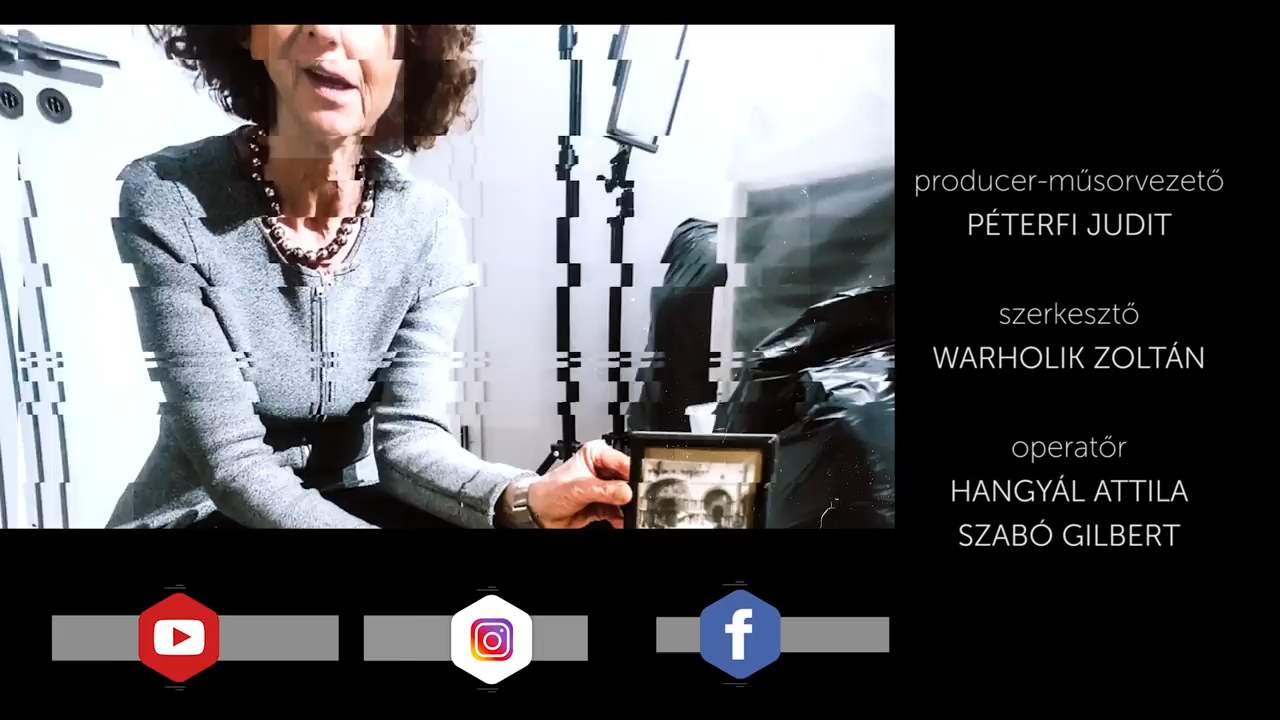 producer-műsorvezető
PÉTERFI JUDIT
szerkesztő
WARHOLIK ZOLTÁN
operatőr
HANGYÁL ATTILA
SZABÓ GILBERT